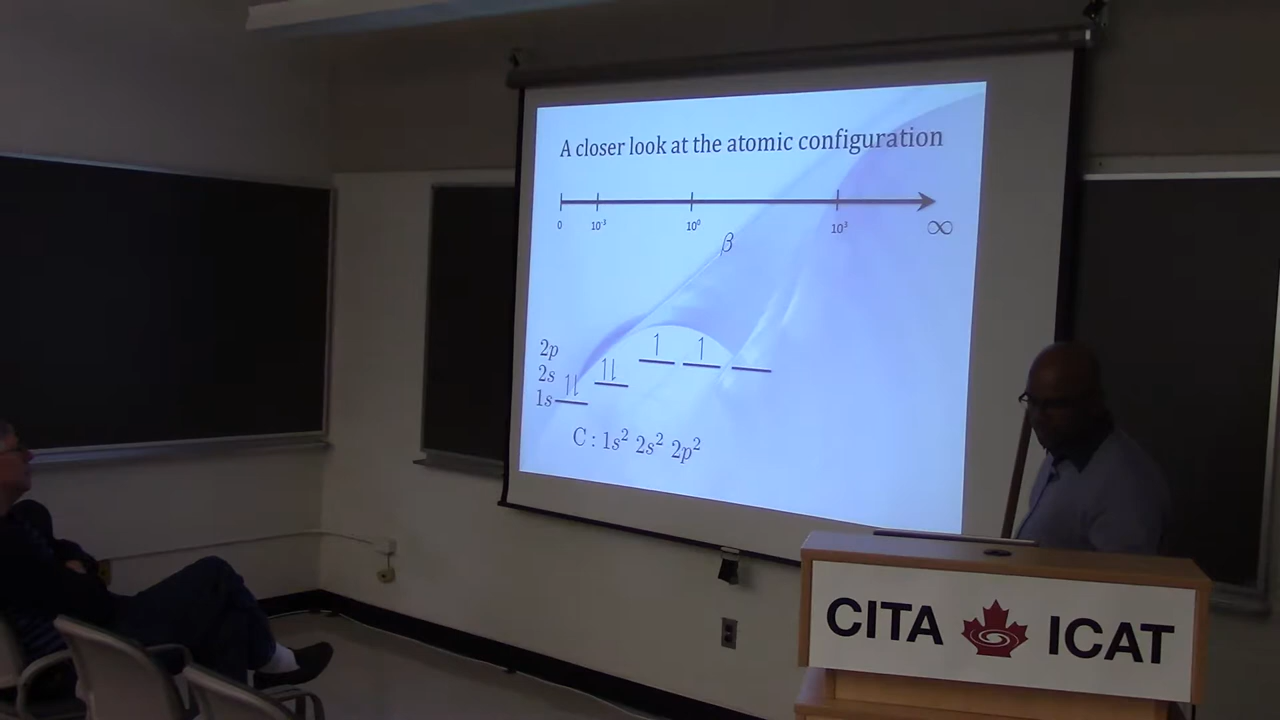 A closer look at the atomic configuration
0 10⁻³ 10⁰ 10³ ∞
β
2p
2s
1s
C : 1s² 2s² 2p²
CITA ICAT